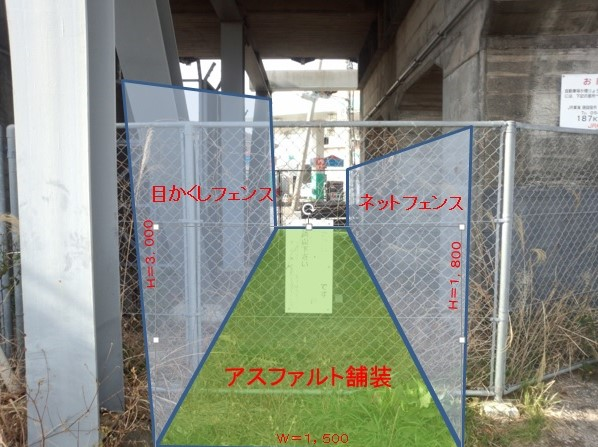 目かくしフェンス
ネットフェンス
H=3,000
H=1,800
アスファルト舗装
W=1,500
187K